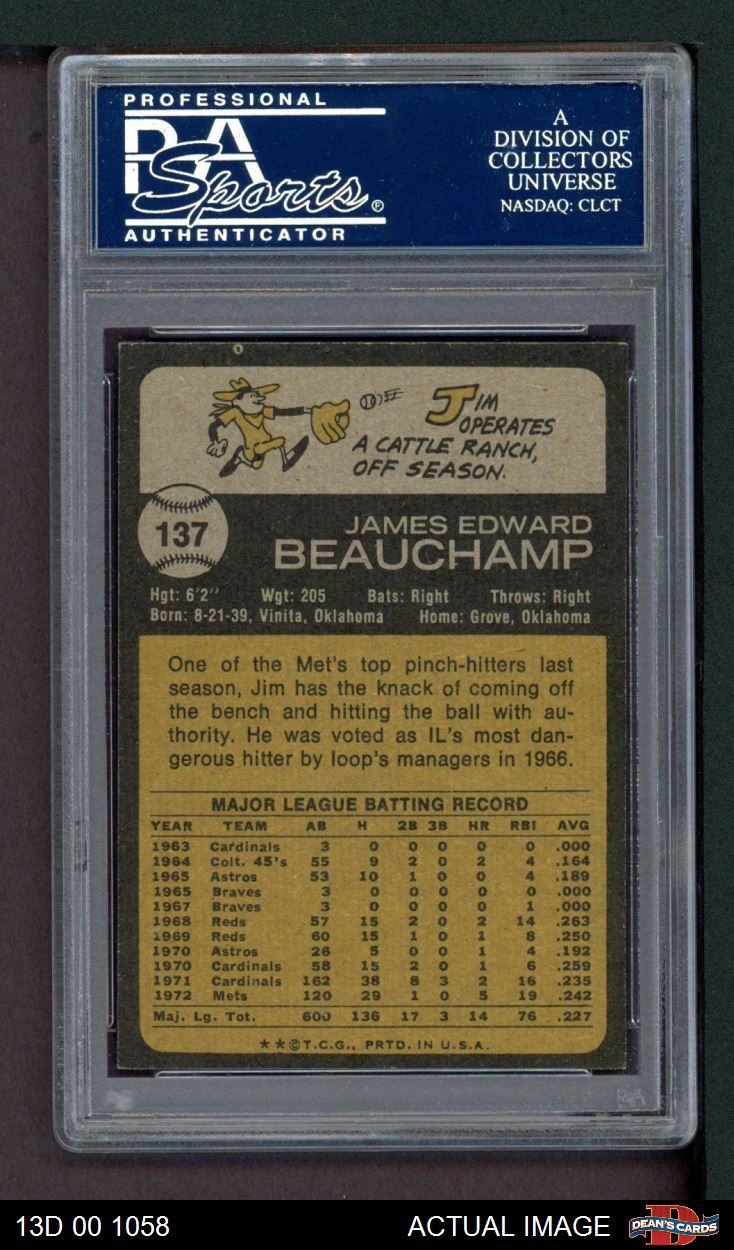 PROFESSIONAL
PSA
Sports
AUTHENTICATOR
A
DIVISION OF
COLLECTORS
UNIVERSE
NASDAQ: CLCT
JIM
OPERATES
A CATTLE RANCH,
OFF SEASON.
137
JAMES EDWARD
BEAUCHAMP
Hgt: 6'2" Wgt: 205 Bats: Right Throws: Right
Born: 8-21-39, Vinita, Oklahoma Home: Grove, Oklahoma
One of the Met's top pinch-hitters last
season, Jim has the knack of coming off
the bench and hitting the ball with au-
thority. He was voted as IL's most dan-
gerous hitter by loop's managers in 1966.
MAJOR LEAGUE BATTING RECORD
YEAR TEAM AB H 2B 3B HR RBI AVG
1963 Cardinals 3 0 0 0 0 0 .000
1964 Colt. 45's 55 9 2 0 2 4 .164
1965 Astros 53 10 1 0 0 4 .189
1965 Braves 3 0 0 0 0 0 .000
1967 Braves 3 0 0 0 0 1 .000
1968 Reds 57 15 2 0 2 14 .263
1969 Reds 60 15 1 0 1 8 .250
1970 Astros 26 5 0 0 1 4 .192
1970 Cardinals 58 15 2 0 1 6 .259
1971 Cardinals 162 38 8 3 2 16 .235
1972 Mets 120 29 1 0 5 19 .242
Maj. Lg. Tot. 600 136 17 3 14 76 .227
**©T.C.G., PRTD. IN U.S.A.
PSA
13D 00 1058 ACTUAL IMAGE DEAN'S CARDS